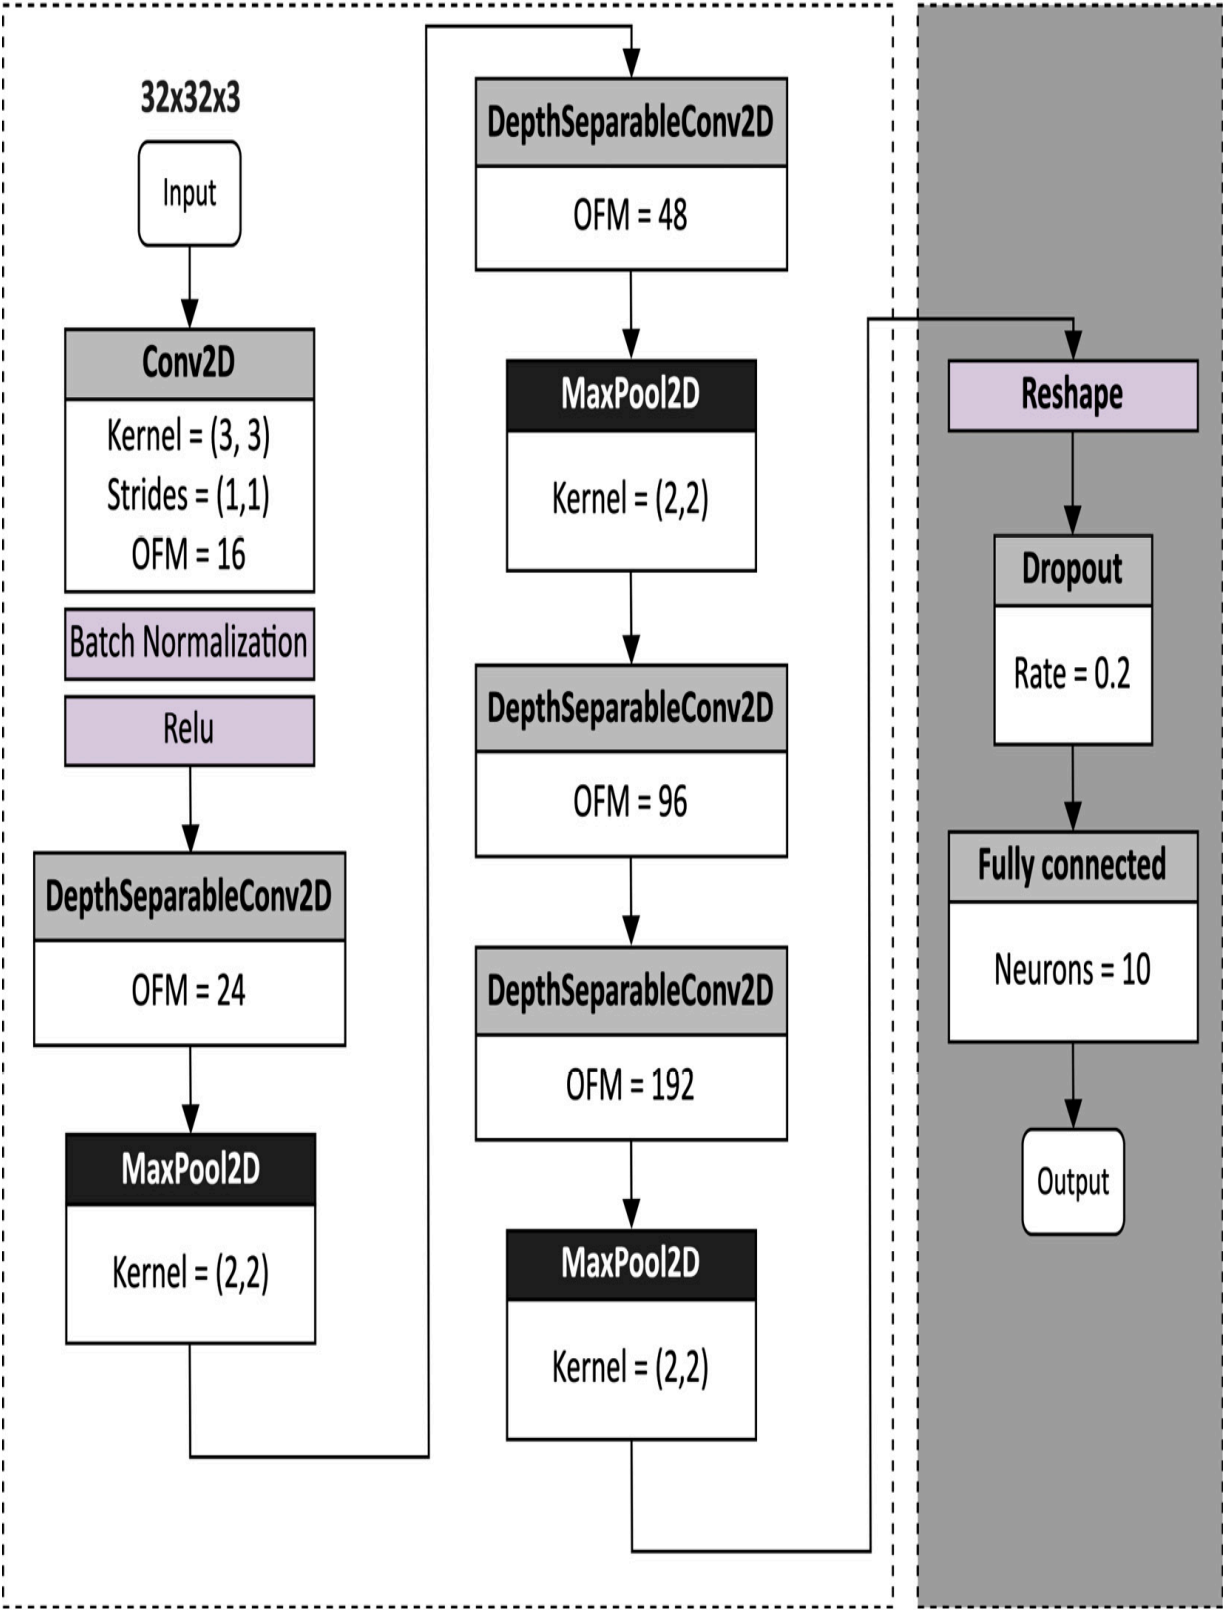 32x32x3
Input
Conv2D
Kernel = (3, 3)
Strides = (1,1)
OFM = 16
Batch Normalization
Relu
DepthSeparableConv2D
OFM = 24
MaxPool2D
Kernel = (2,2)
DepthSeparableConv2D
OFM = 48
MaxPool2D
Kernel = (2,2)
DepthSeparableConv2D
OFM = 96
DepthSeparableConv2D
OFM = 192
MaxPool2D
Kernel = (2,2)
Reshape
Dropout
Rate = 0.2
Fully connected
Neurons = 10
Output